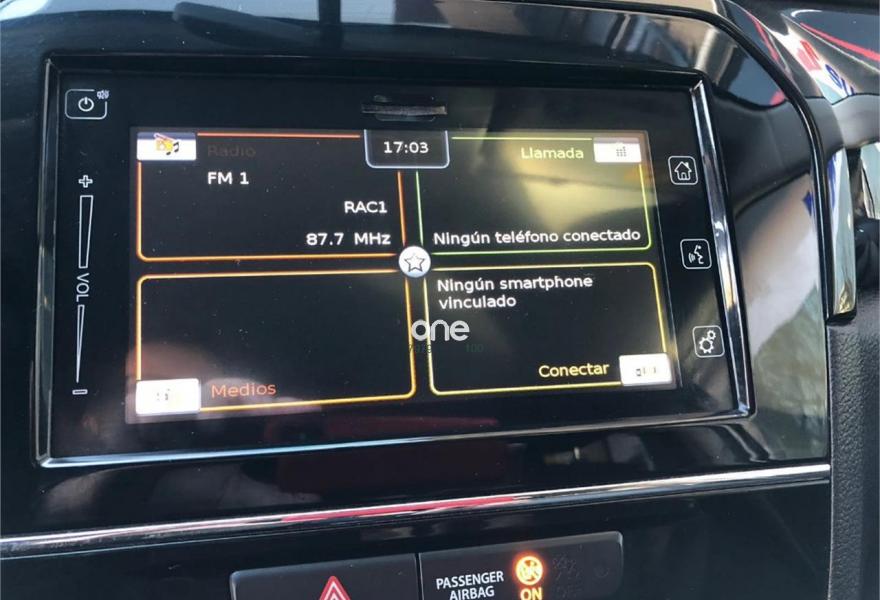 Radio
FM 1
RAC1
87.7 MHz
17:03
Llamada
Ningún teléfono conectado
VOL
Medios
Ningún smartphone
vinculado
Conectar
one
100
PASSENGER
AIRBAG
ON